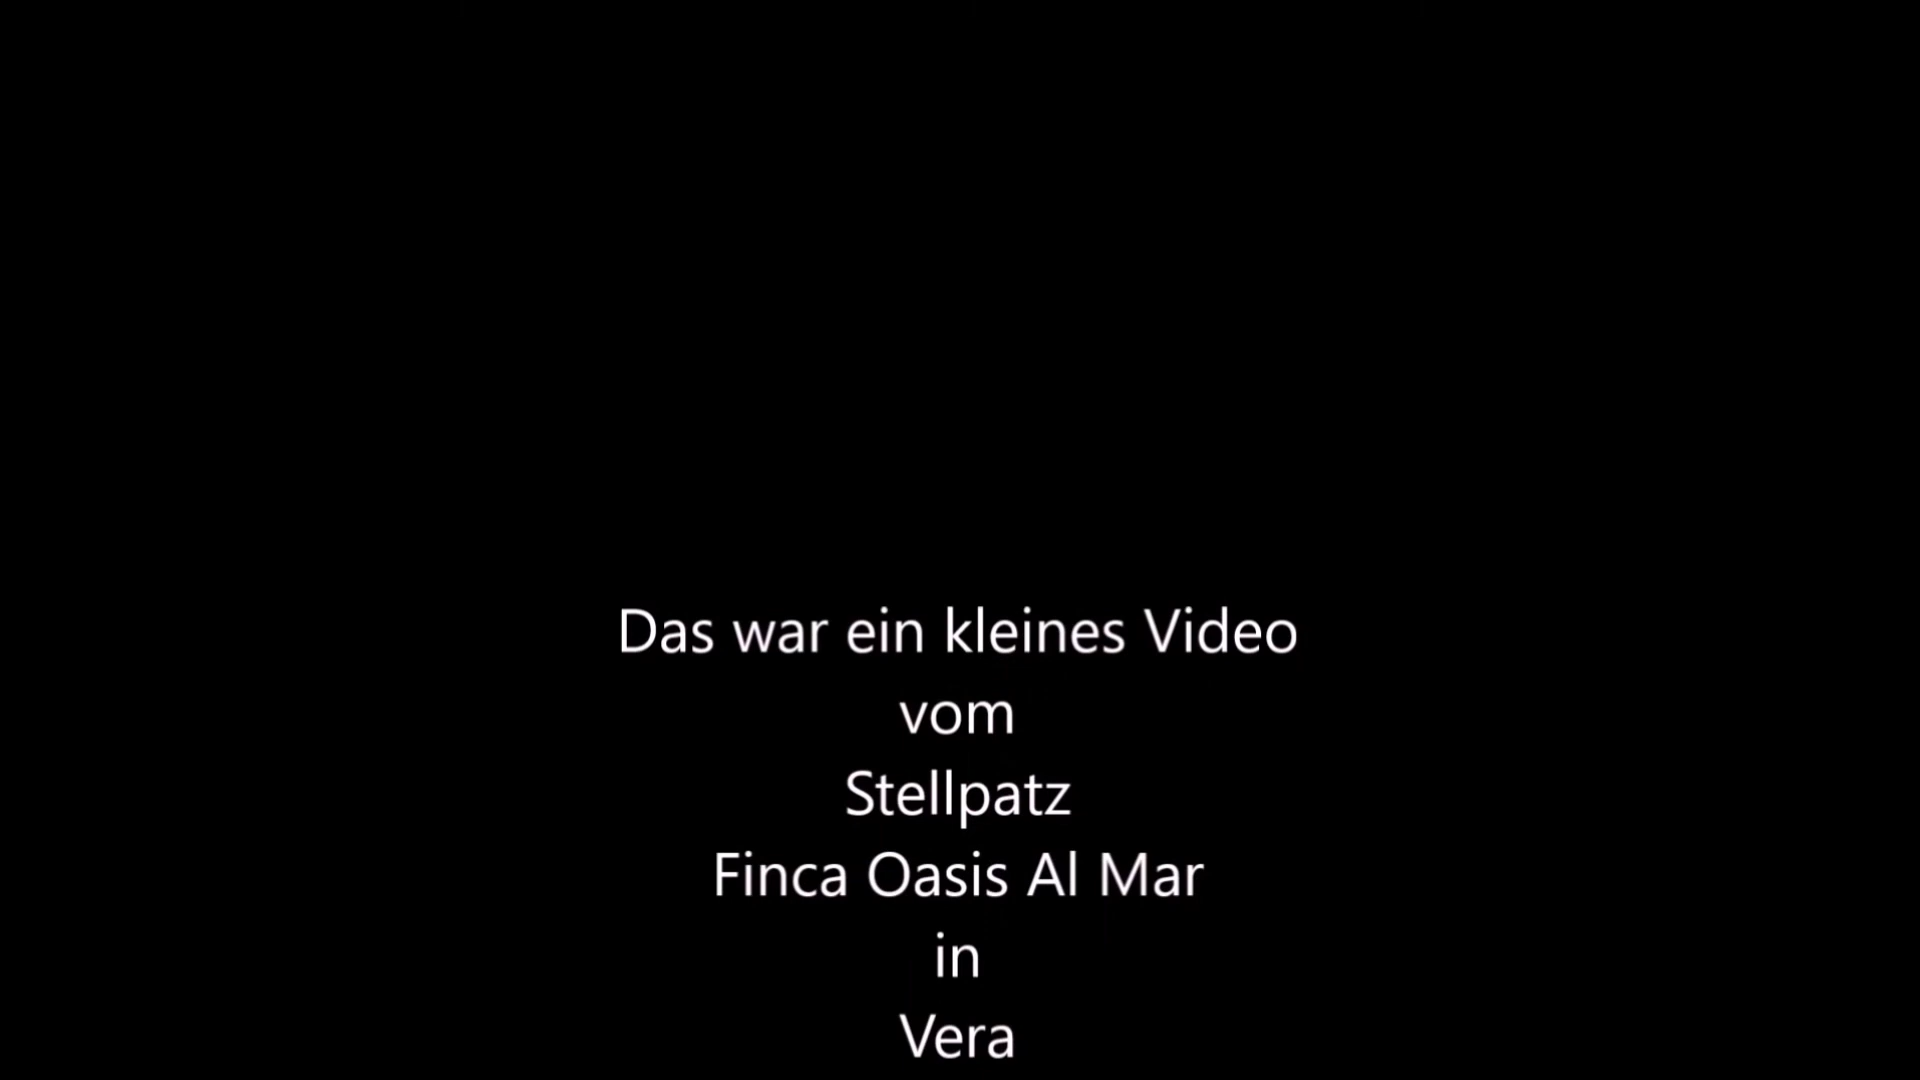 Das war ein kleines Video
vom
Stellpatz
Finca Oasis Al Mar
in
Vera